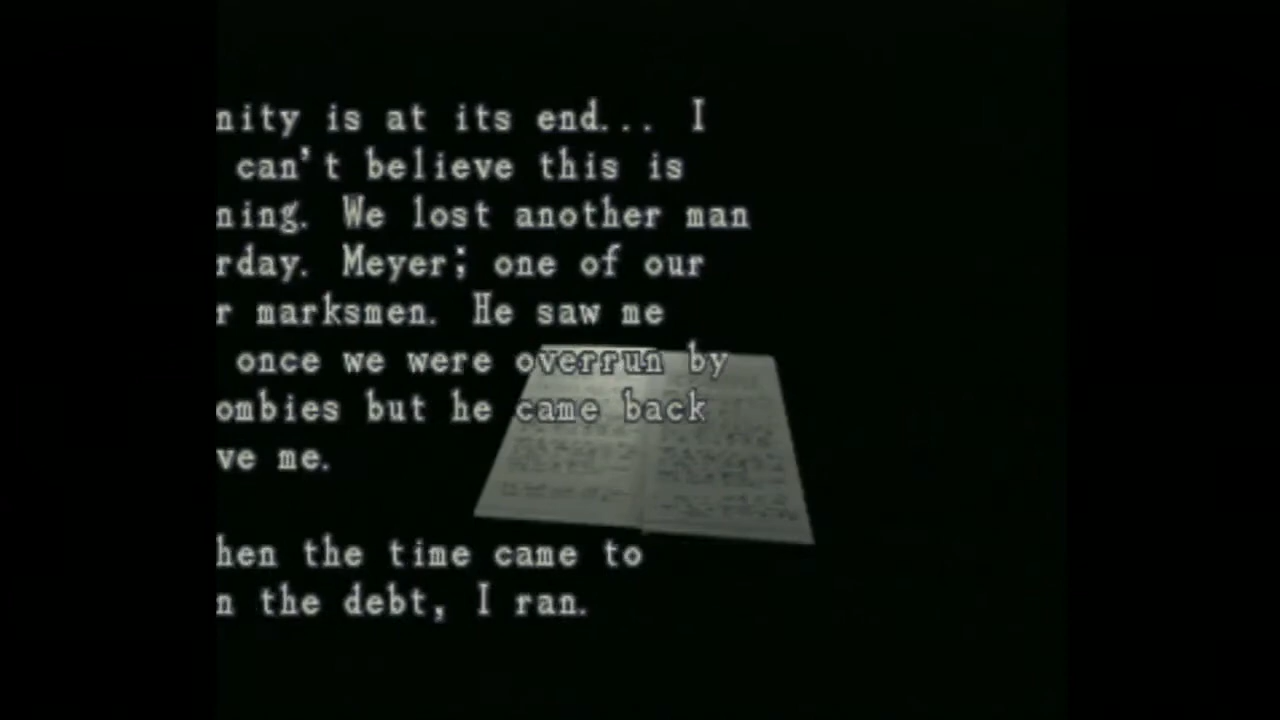 nity is at its end... I
can't believe this is
ning. We lost another man
rday. Meyer; one of our
r marksmen. He saw me
once we were overrun by
ombies but he came back
ve me.
hen the time came to
n the debt, I ran.